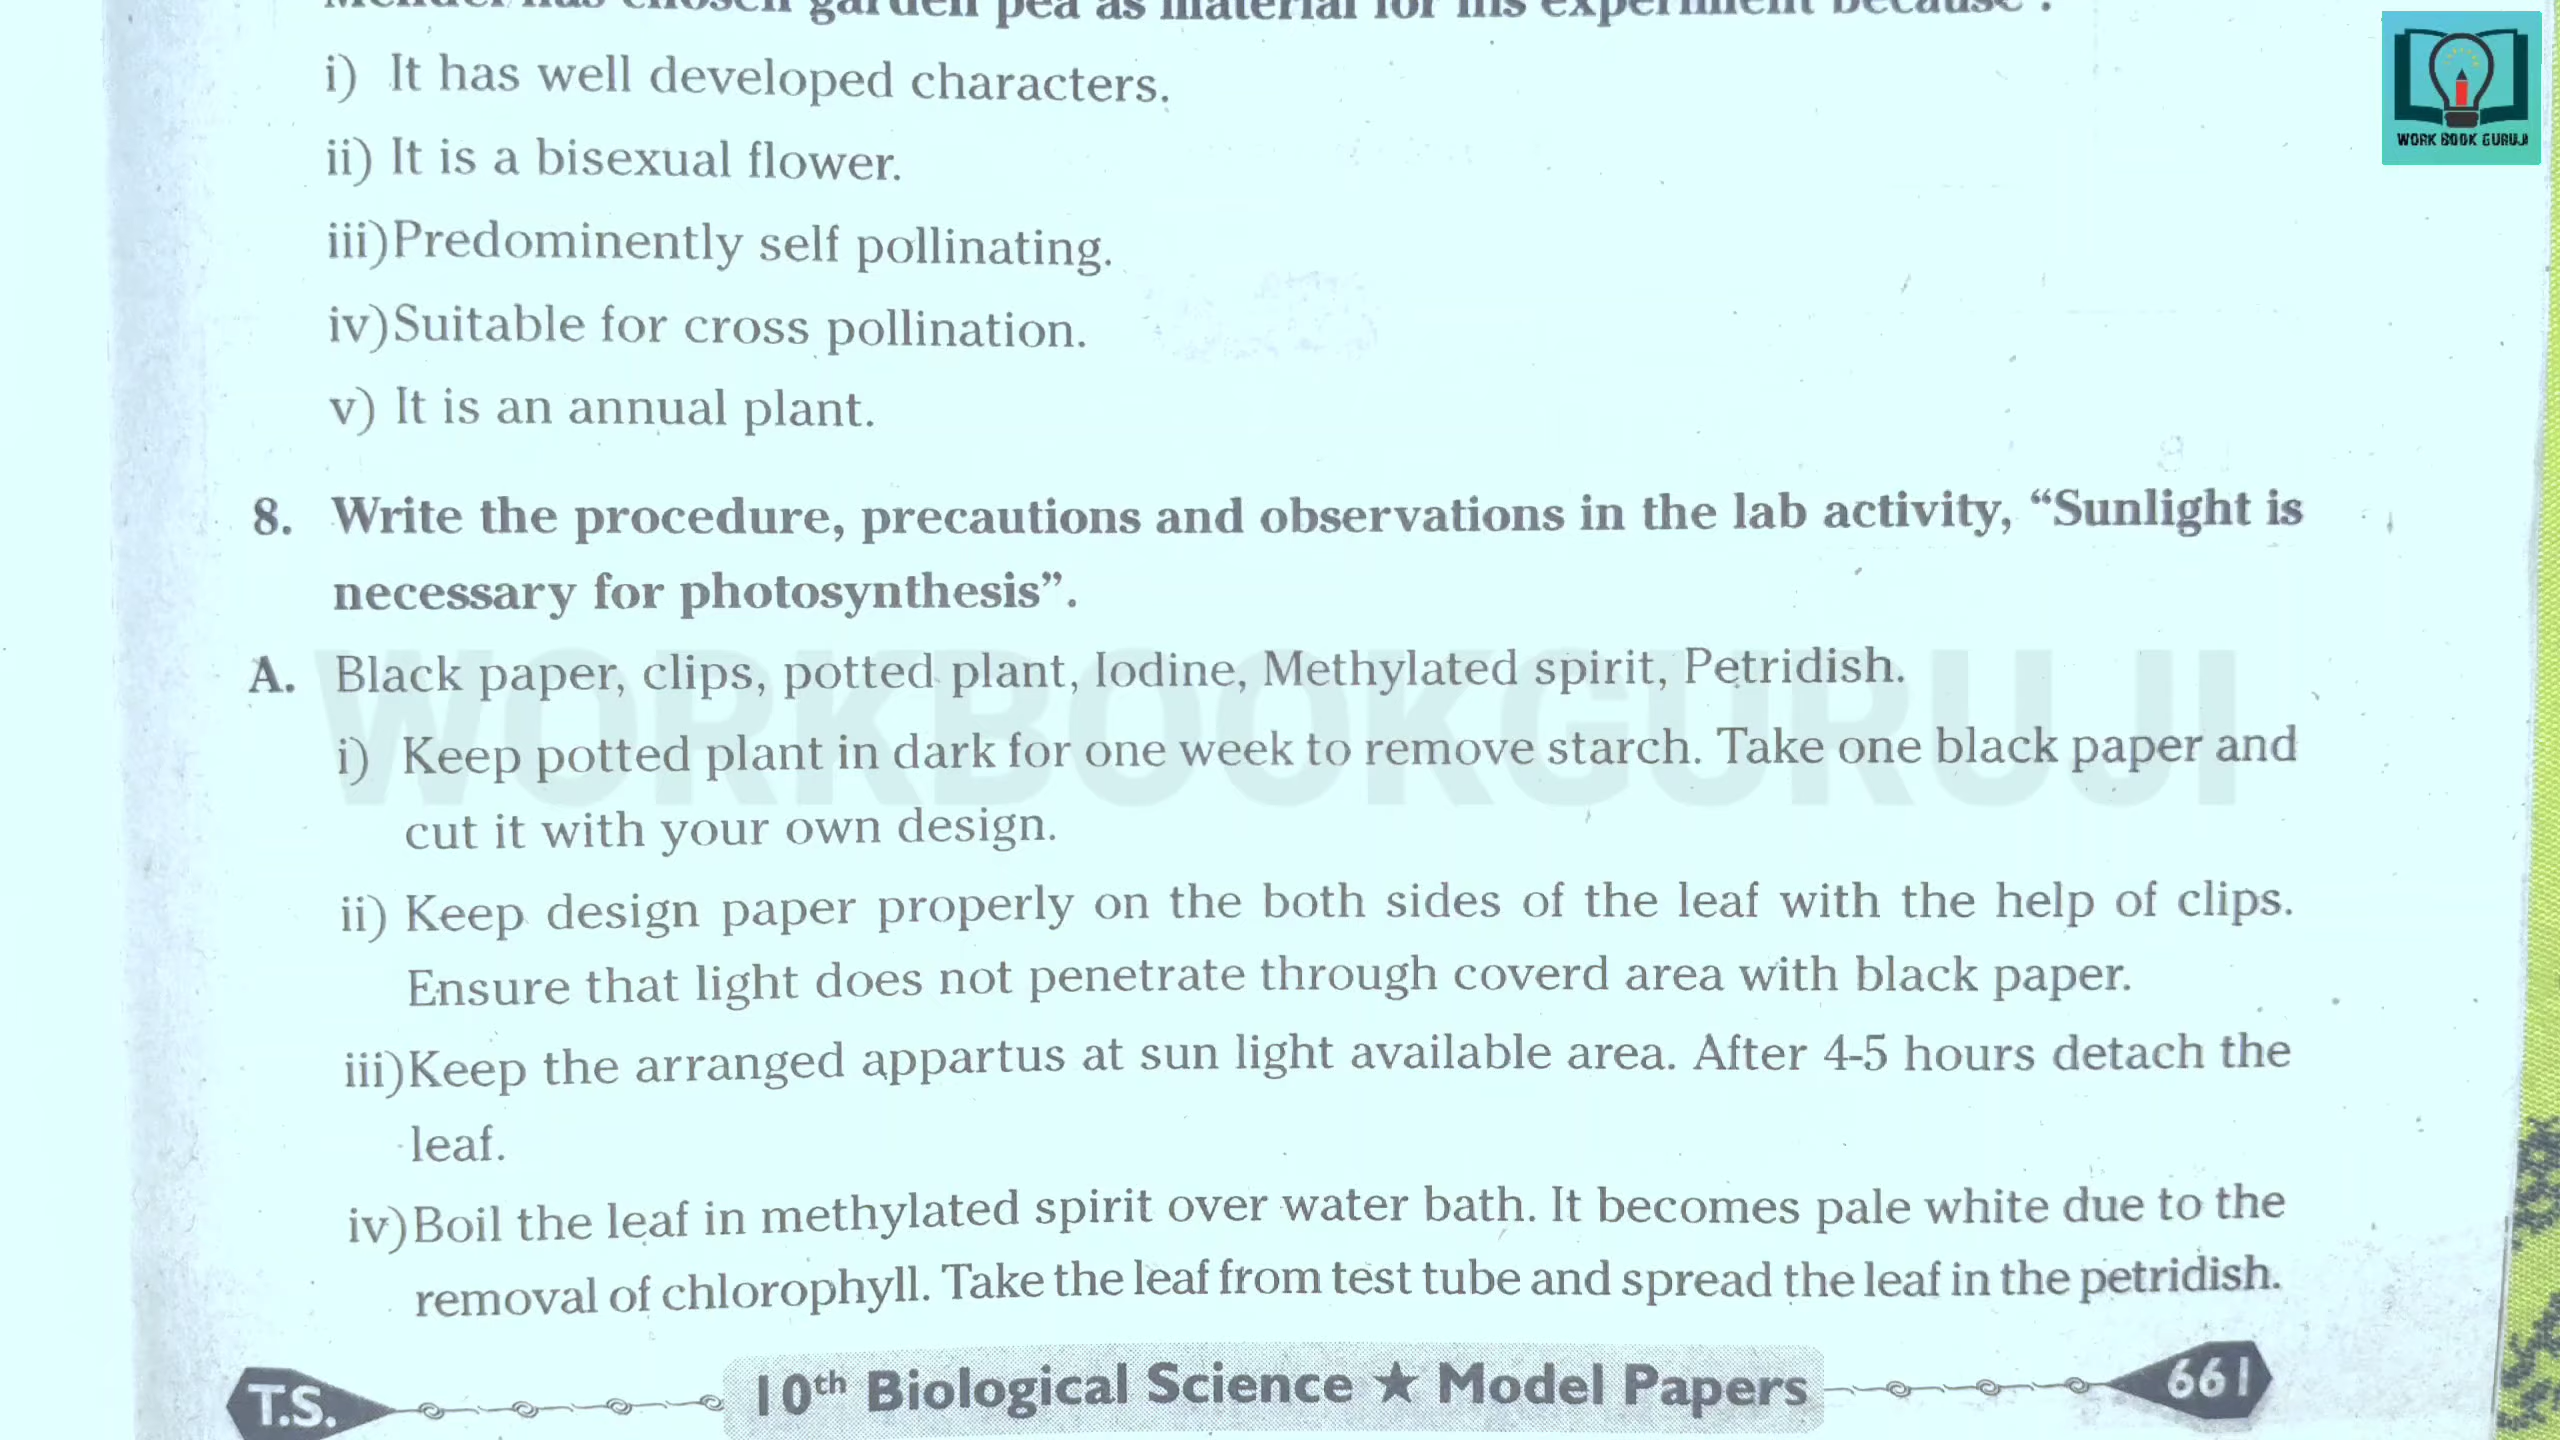 Mendel has chosen garden pea as material for his experiment because :
i) It has well developed characters.
ii) It is a bisexual flower.
iii)Predominently self pollinating.
iv)Suitable for cross pollination.
v) It is an annual plant.
8. Write the procedure, precautions and observations in the lab activity, “Sunlight is
necessary for photosynthesis”.
A. Black paper, clips, potted plant, Iodine, Methylated spirit, Petridish.
i) Keep potted plant in dark for one week to remove starch. Take one black paper and
cut it with your own design.
ii) Keep design paper properly on the both sides of the leaf with the help of clips.
Ensure that light does not penetrate through coverd area with black paper.
iii)Keep the arranged appartus at sun light available area. After 4-5 hours detach the
leaf.
iv)Boil the leaf in methylated spirit over water bath. It becomes pale white due to the
removal of chlorophyll. Take the leaf from test tube and spread the leaf in the petridish.
T.S. 10th Biological Science ★ Model Papers 661
WORK BOOK GURUJI
WORKBOOKGURUJI